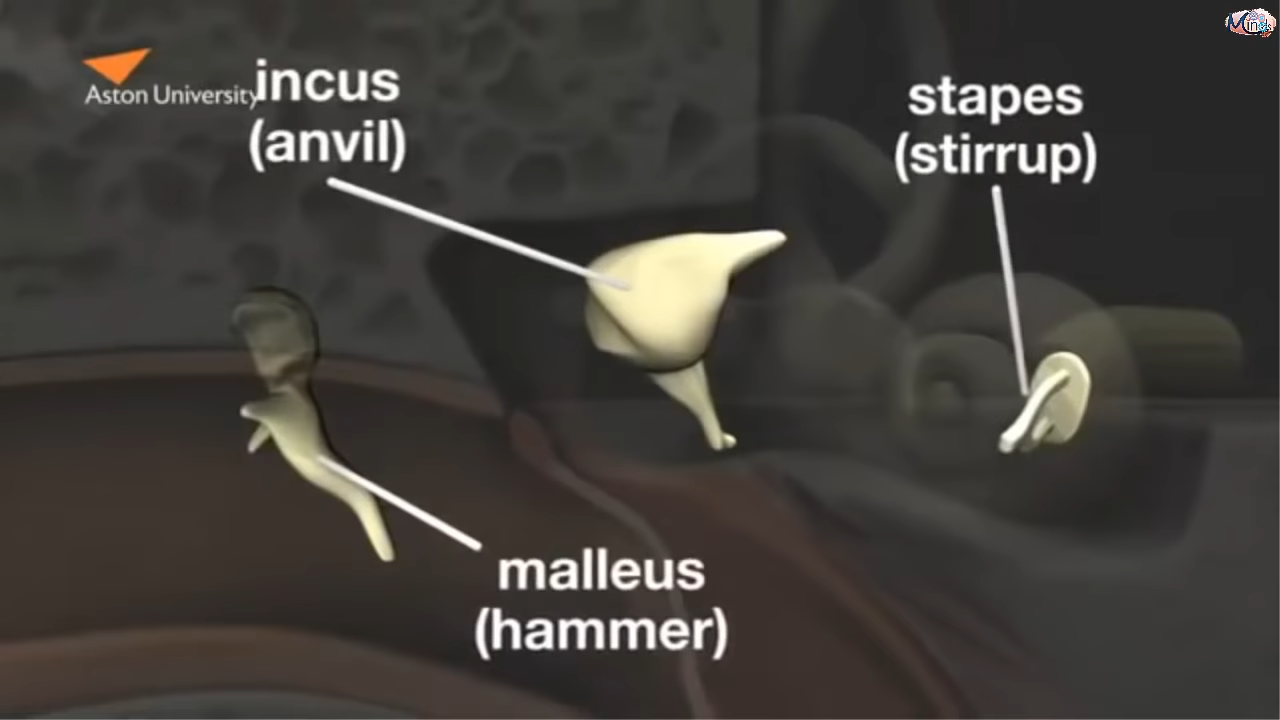 Aston University
incus
(anvil)
stapes
(stirrup)
malleus
(hammer)